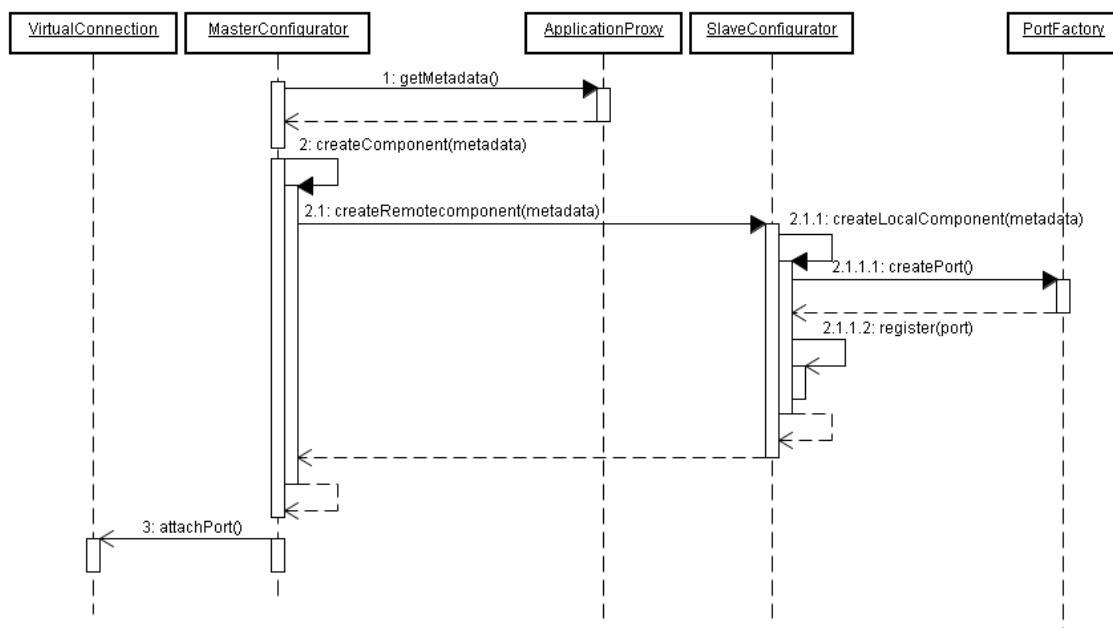 VirtualConnection
MasterConfigurator
ApplicationProxy
SlaveConfigurator
PortFactory
1: getMetadata()
2: createComponent(metadata)
2.1: createRemotecomponent(metadata)
2.1.1: createLocalComponent(metadata)
2.1.1.1: createPort()
2.1.1.2: register(port)
3: attachPort()